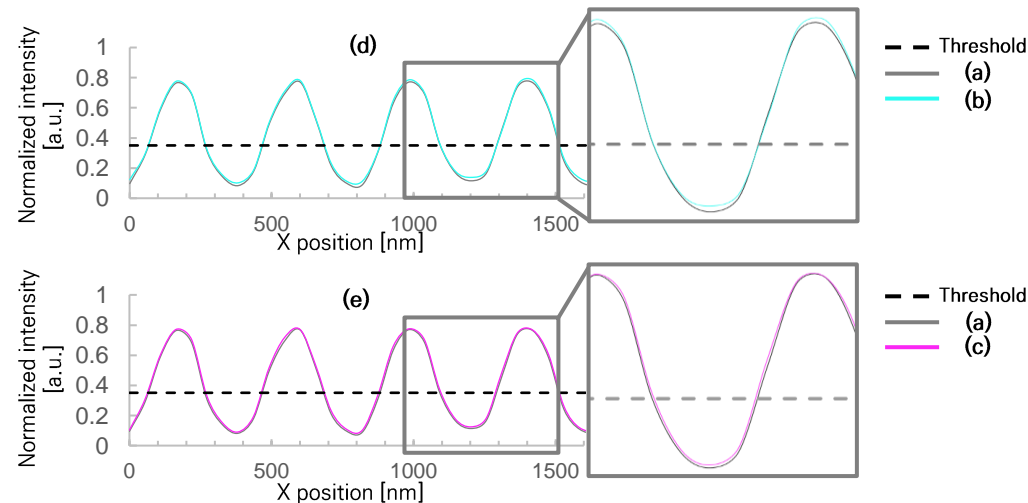 (d)
Normalized intensity
[a.u.]
1
0.8
0.6
0.4
0.2
0
0
500
1000
1500
X position [nm]
Threshold
(a)
(b)
(e)
Normalized intensity
[a.u.]
1
0.8
0.6
0.4
0.2
0
0
500
1000
1500
X position [nm]
Threshold
(a)
(c)